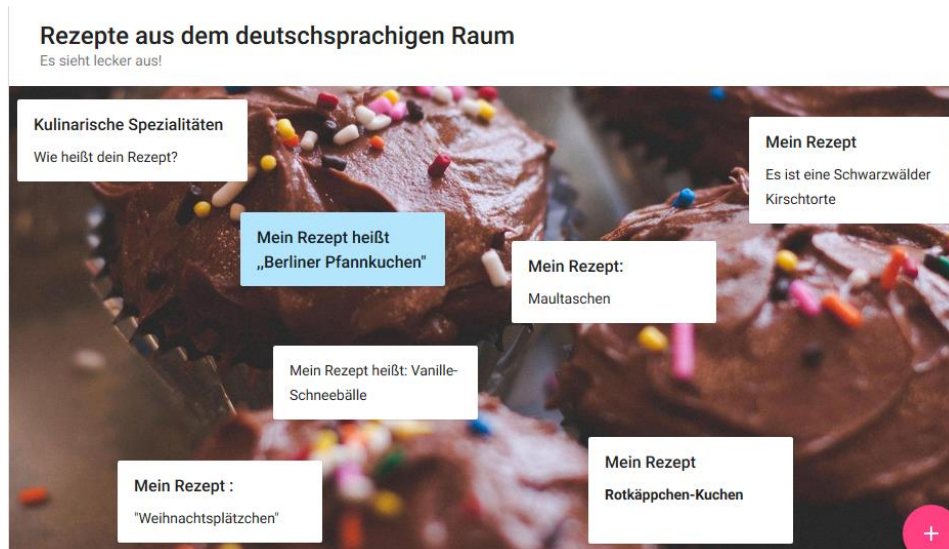 Rezepte aus dem deutschsprachigen Raum
Es sieht lecker aus!
Kulinarische Spezialitäten
Wie heißt dein Rezept?
Mein Rezept
Es ist eine Schwarzwälder
Kirschtorte
Mein Rezept heißt
,,Berliner Pfannkuchen"
Mein Rezept:
Maultaschen
Mein Rezept heißt: Vanille-
Schneebälle
Mein Rezept
Rotkäppchen-Kuchen
Mein Rezept :
"Weihnachtsplätzchen"
+